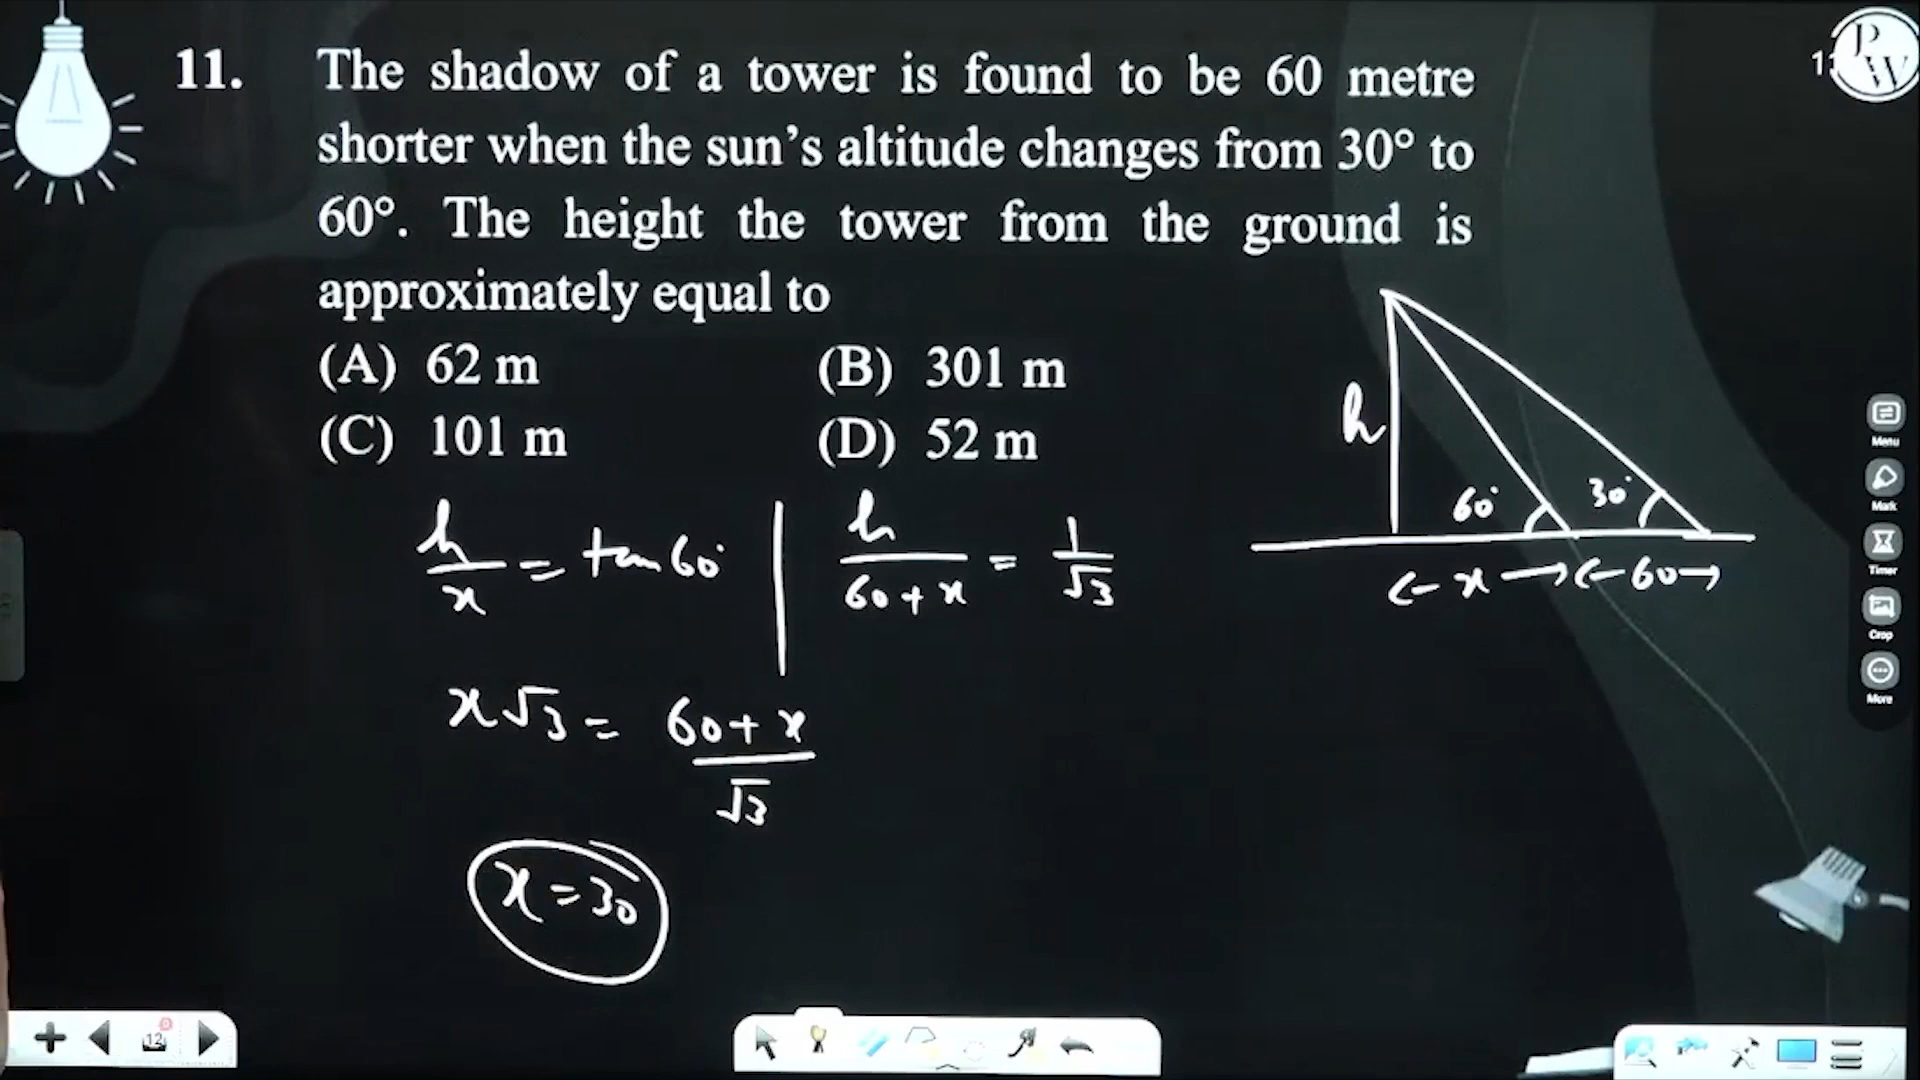 11. The shadow of a tower is found to be 60 metre
shorter when the sun's altitude changes from 30° to
60°. The height the tower from the ground is
approximately equal to
(A) 62 m (B) 301 m
(C) 101 m (D) 52 m
h/x = tan 60° | h/(60+x) = 1/√3
x√3 = (60+x)/√3
x = 30
h
60° 30°
x 60
PW
Menu
Mark
Timer
Crop
More
12